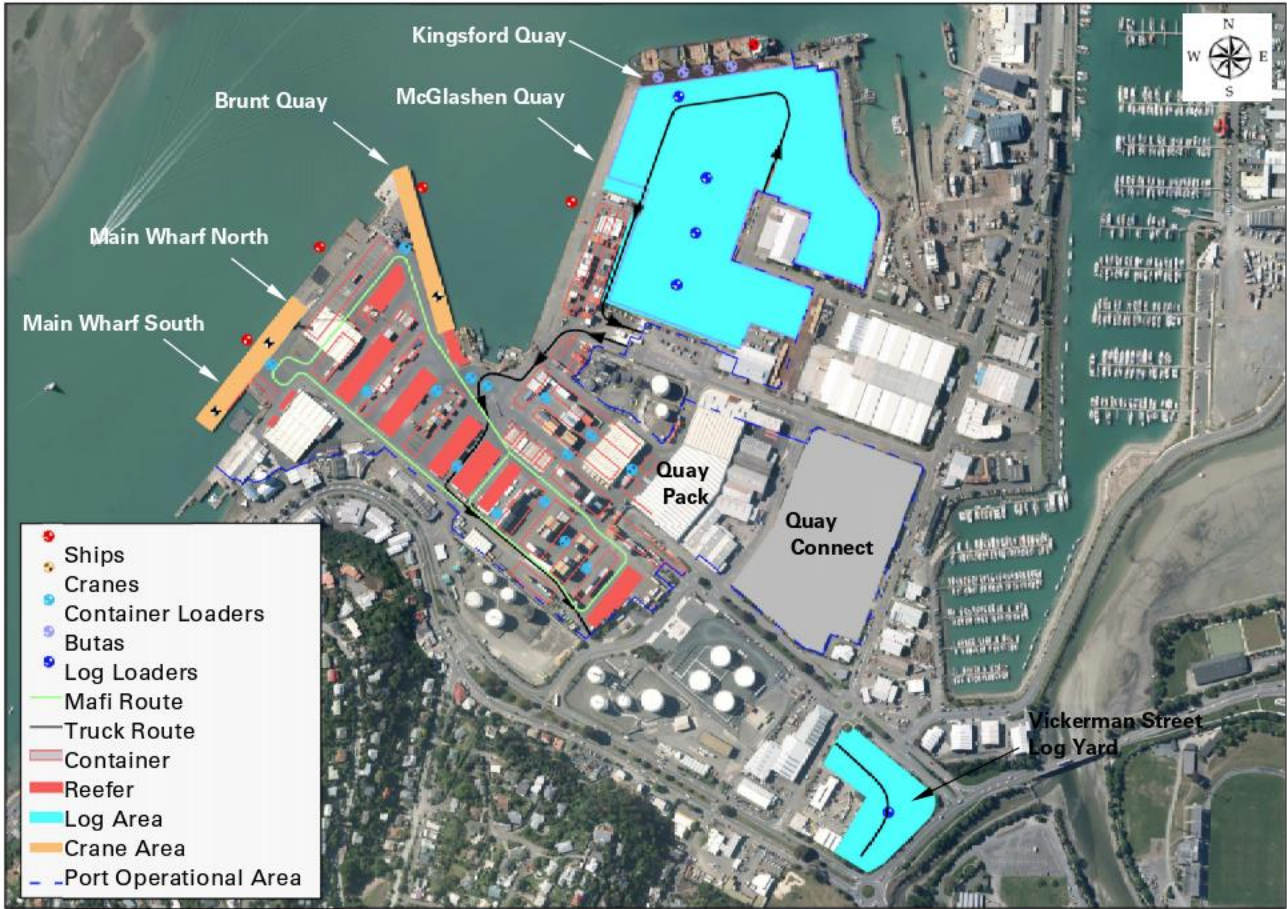 Kingsford Quay
N
W E
S
McGlashen Quay
Brunt Quay
Main Wharf North
Main Wharf South
Quay
Pack
Quay
Connect
Vickerman Street
Log Yard
Ships
Cranes
Container Loaders
Butas
Log Loaders
Mafi Route
Truck Route
Container
Reefer
Log Area
Crane Area
Port Operational Area